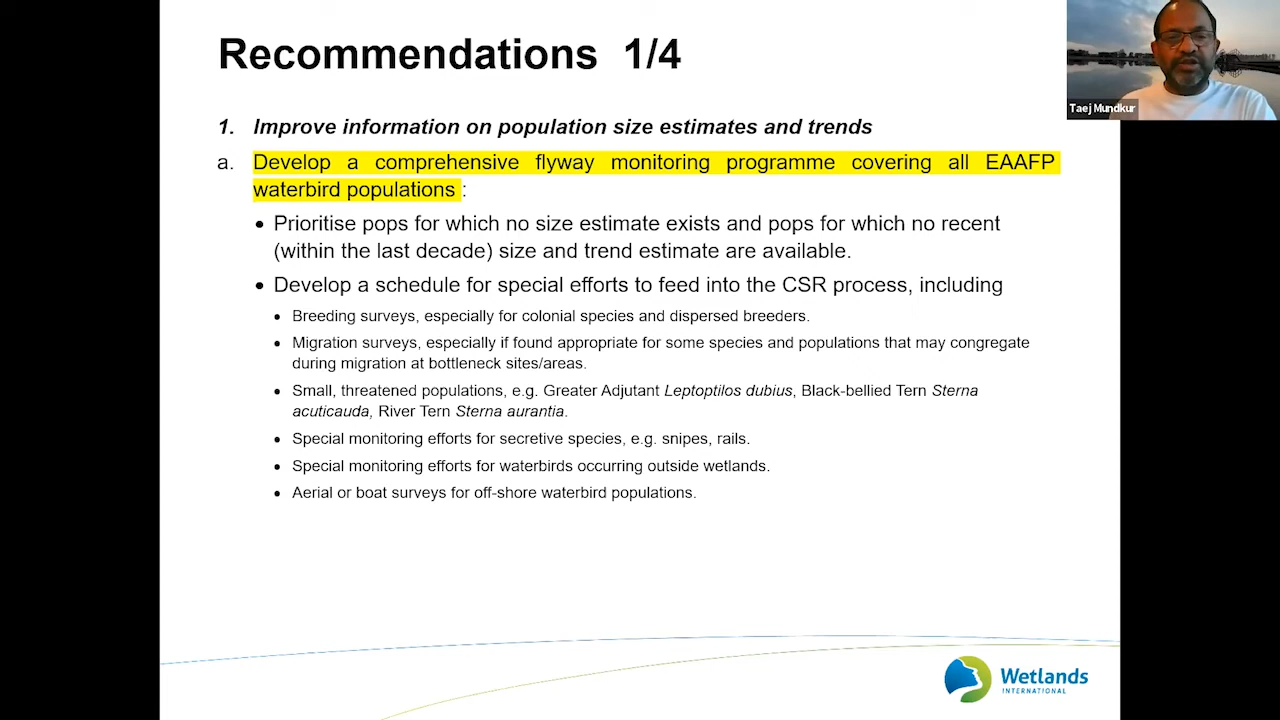 Recommendations 1/4
Taej Mundkur
1. Improve information on population size estimates and trends
a. Develop a comprehensive flyway monitoring programme covering all EAAFP
waterbird populations :
• Prioritise pops for which no size estimate exists and pops for which no recent
(within the last decade) size and trend estimate are available.
• Develop a schedule for special efforts to feed into the CSR process, including
• Breeding surveys, especially for colonial species and dispersed breeders.
• Migration surveys, especially if found appropriate for some species and populations that may congregate
during migration at bottleneck sites/areas.
• Small, threatened populations, e.g. Greater Adjutant Leptoptilos dubius, Black-bellied Tern Sterna
acuticauda, River Tern Sterna aurantia.
• Special monitoring efforts for secretive species, e.g. snipes, rails.
• Special monitoring efforts for waterbirds occurring outside wetlands.
• Aerial or boat surveys for off-shore waterbird populations.
Wetlands
INTERNATIONAL